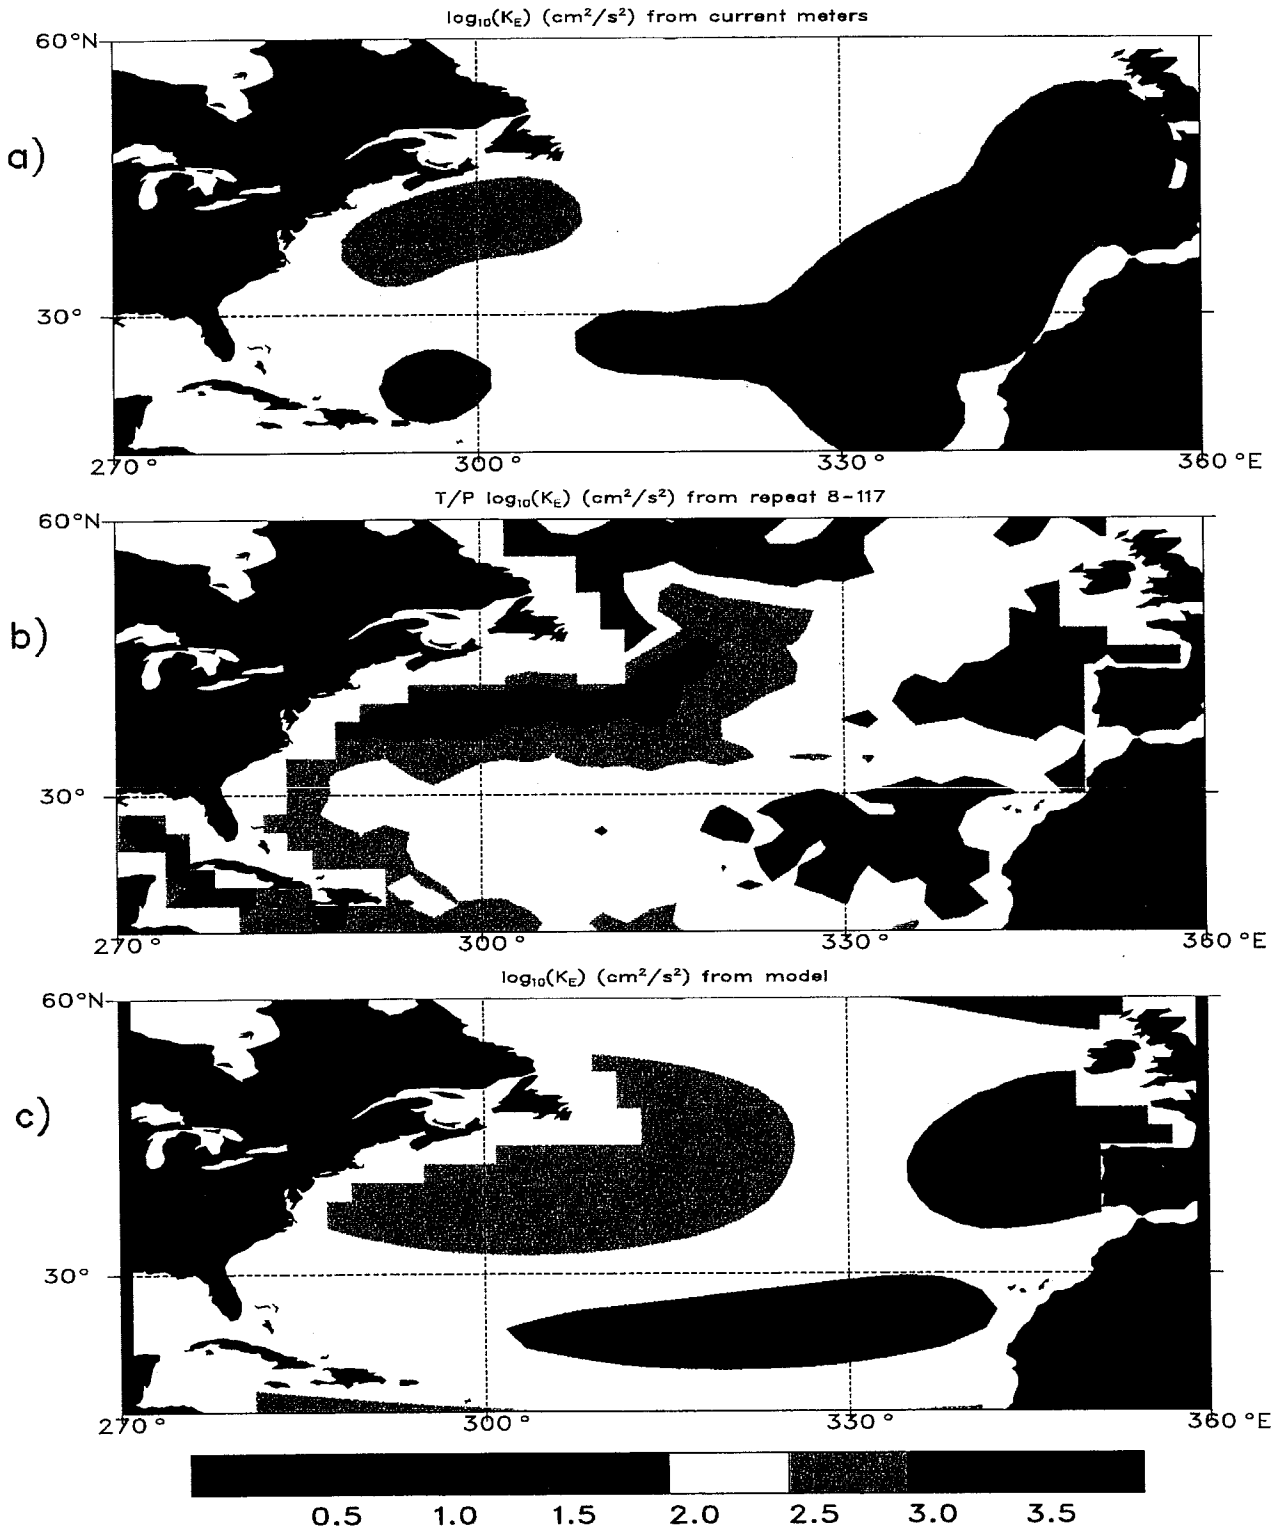 log₁₀(K_E) (cm²/s²) from current meters
60°N
a)
30°
270° 300° 330° 360°E
T/P log₁₀(K_E) (cm²/s²) from repeat 8-117
60°N
b)
30°
270° 300° 330° 360°E
log₁₀(K_E) (cm²/s²) from model
60°N
c)
30°
270° 300° 330° 360°E
0.5 1.0 1.5 2.0 2.5 3.0 3.5